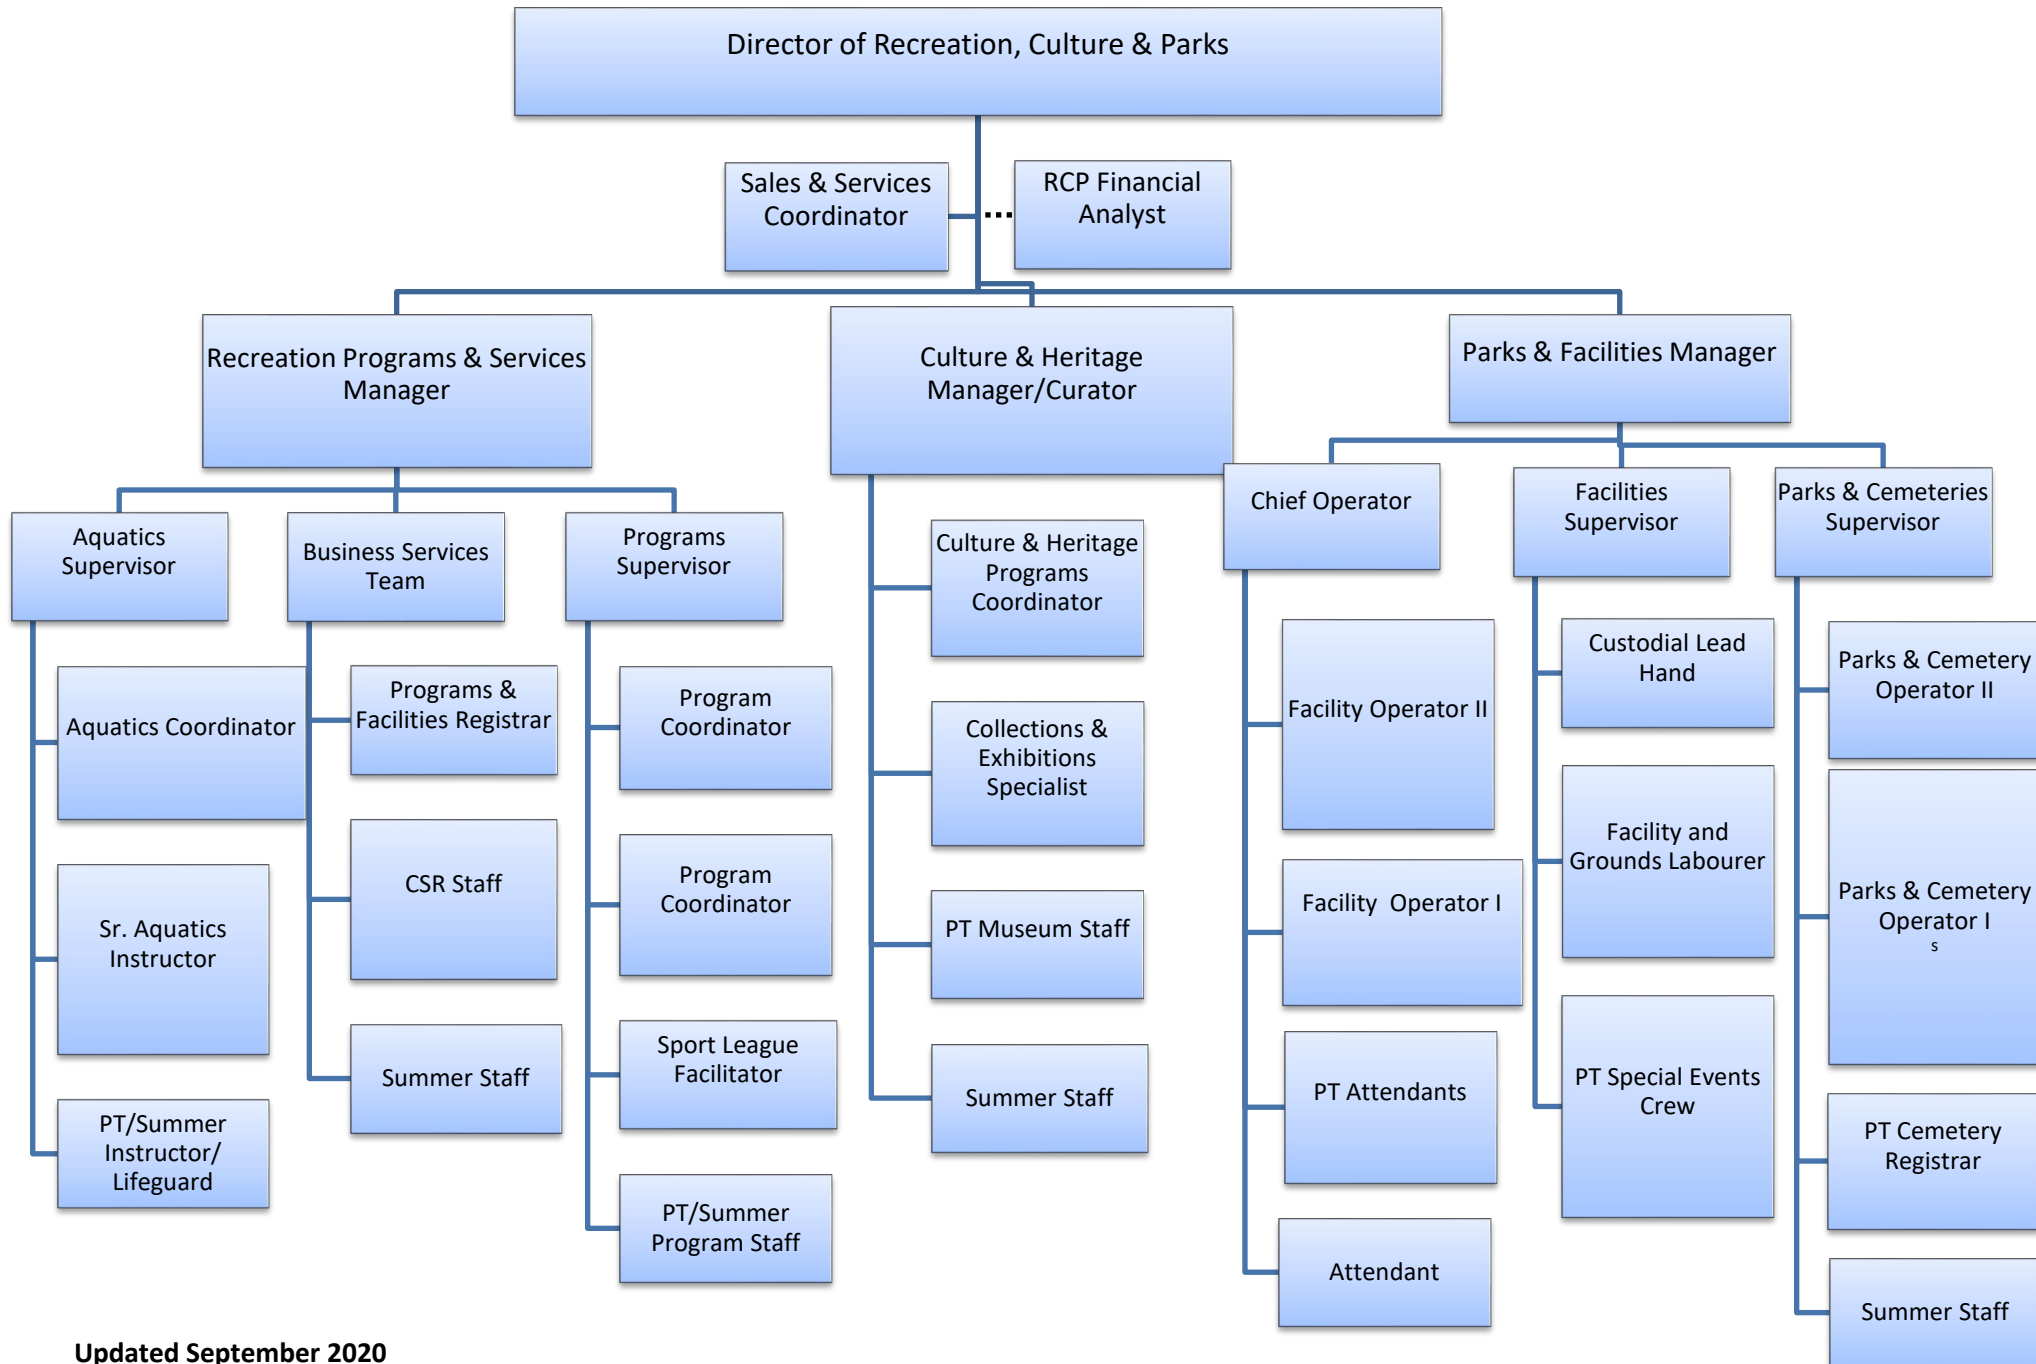 Director of Recreation, Culture & Parks
Sales & Services
Coordinator
RCP Financial
Analyst
Recreation Programs & Services
Manager
Culture & Heritage
Manager/Curator
Parks & Facilities Manager
Aquatics
Supervisor
Business Services
Team
Programs
Supervisor
Chief Operator
Facilities
Supervisor
Parks & Cemeteries
Supervisor
Aquatics Coordinator
Sr. Aquatics
Instructor
PT/Summer
Instructor/
Lifeguard
Programs &
Facilities Registrar
CSR Staff
Summer Staff
Program
Coordinator
Program
Coordinator
Sport League
Facilitator
PT/Summer
Program Staff
Culture & Heritage
Programs
Coordinator
Collections &
Exhibitions
Specialist
PT Museum Staff
Summer Staff
Facility Operator II
Facility  Operator I
PT Attendants
Attendant
Custodial Lead
Hand
Facility and
Grounds Labourer
PT Special Events
Crew
Parks & Cemetery
Operator II
Parks & Cemetery
Operator I
s
PT Cemetery
Registrar
Summer Staff
Updated September 2020